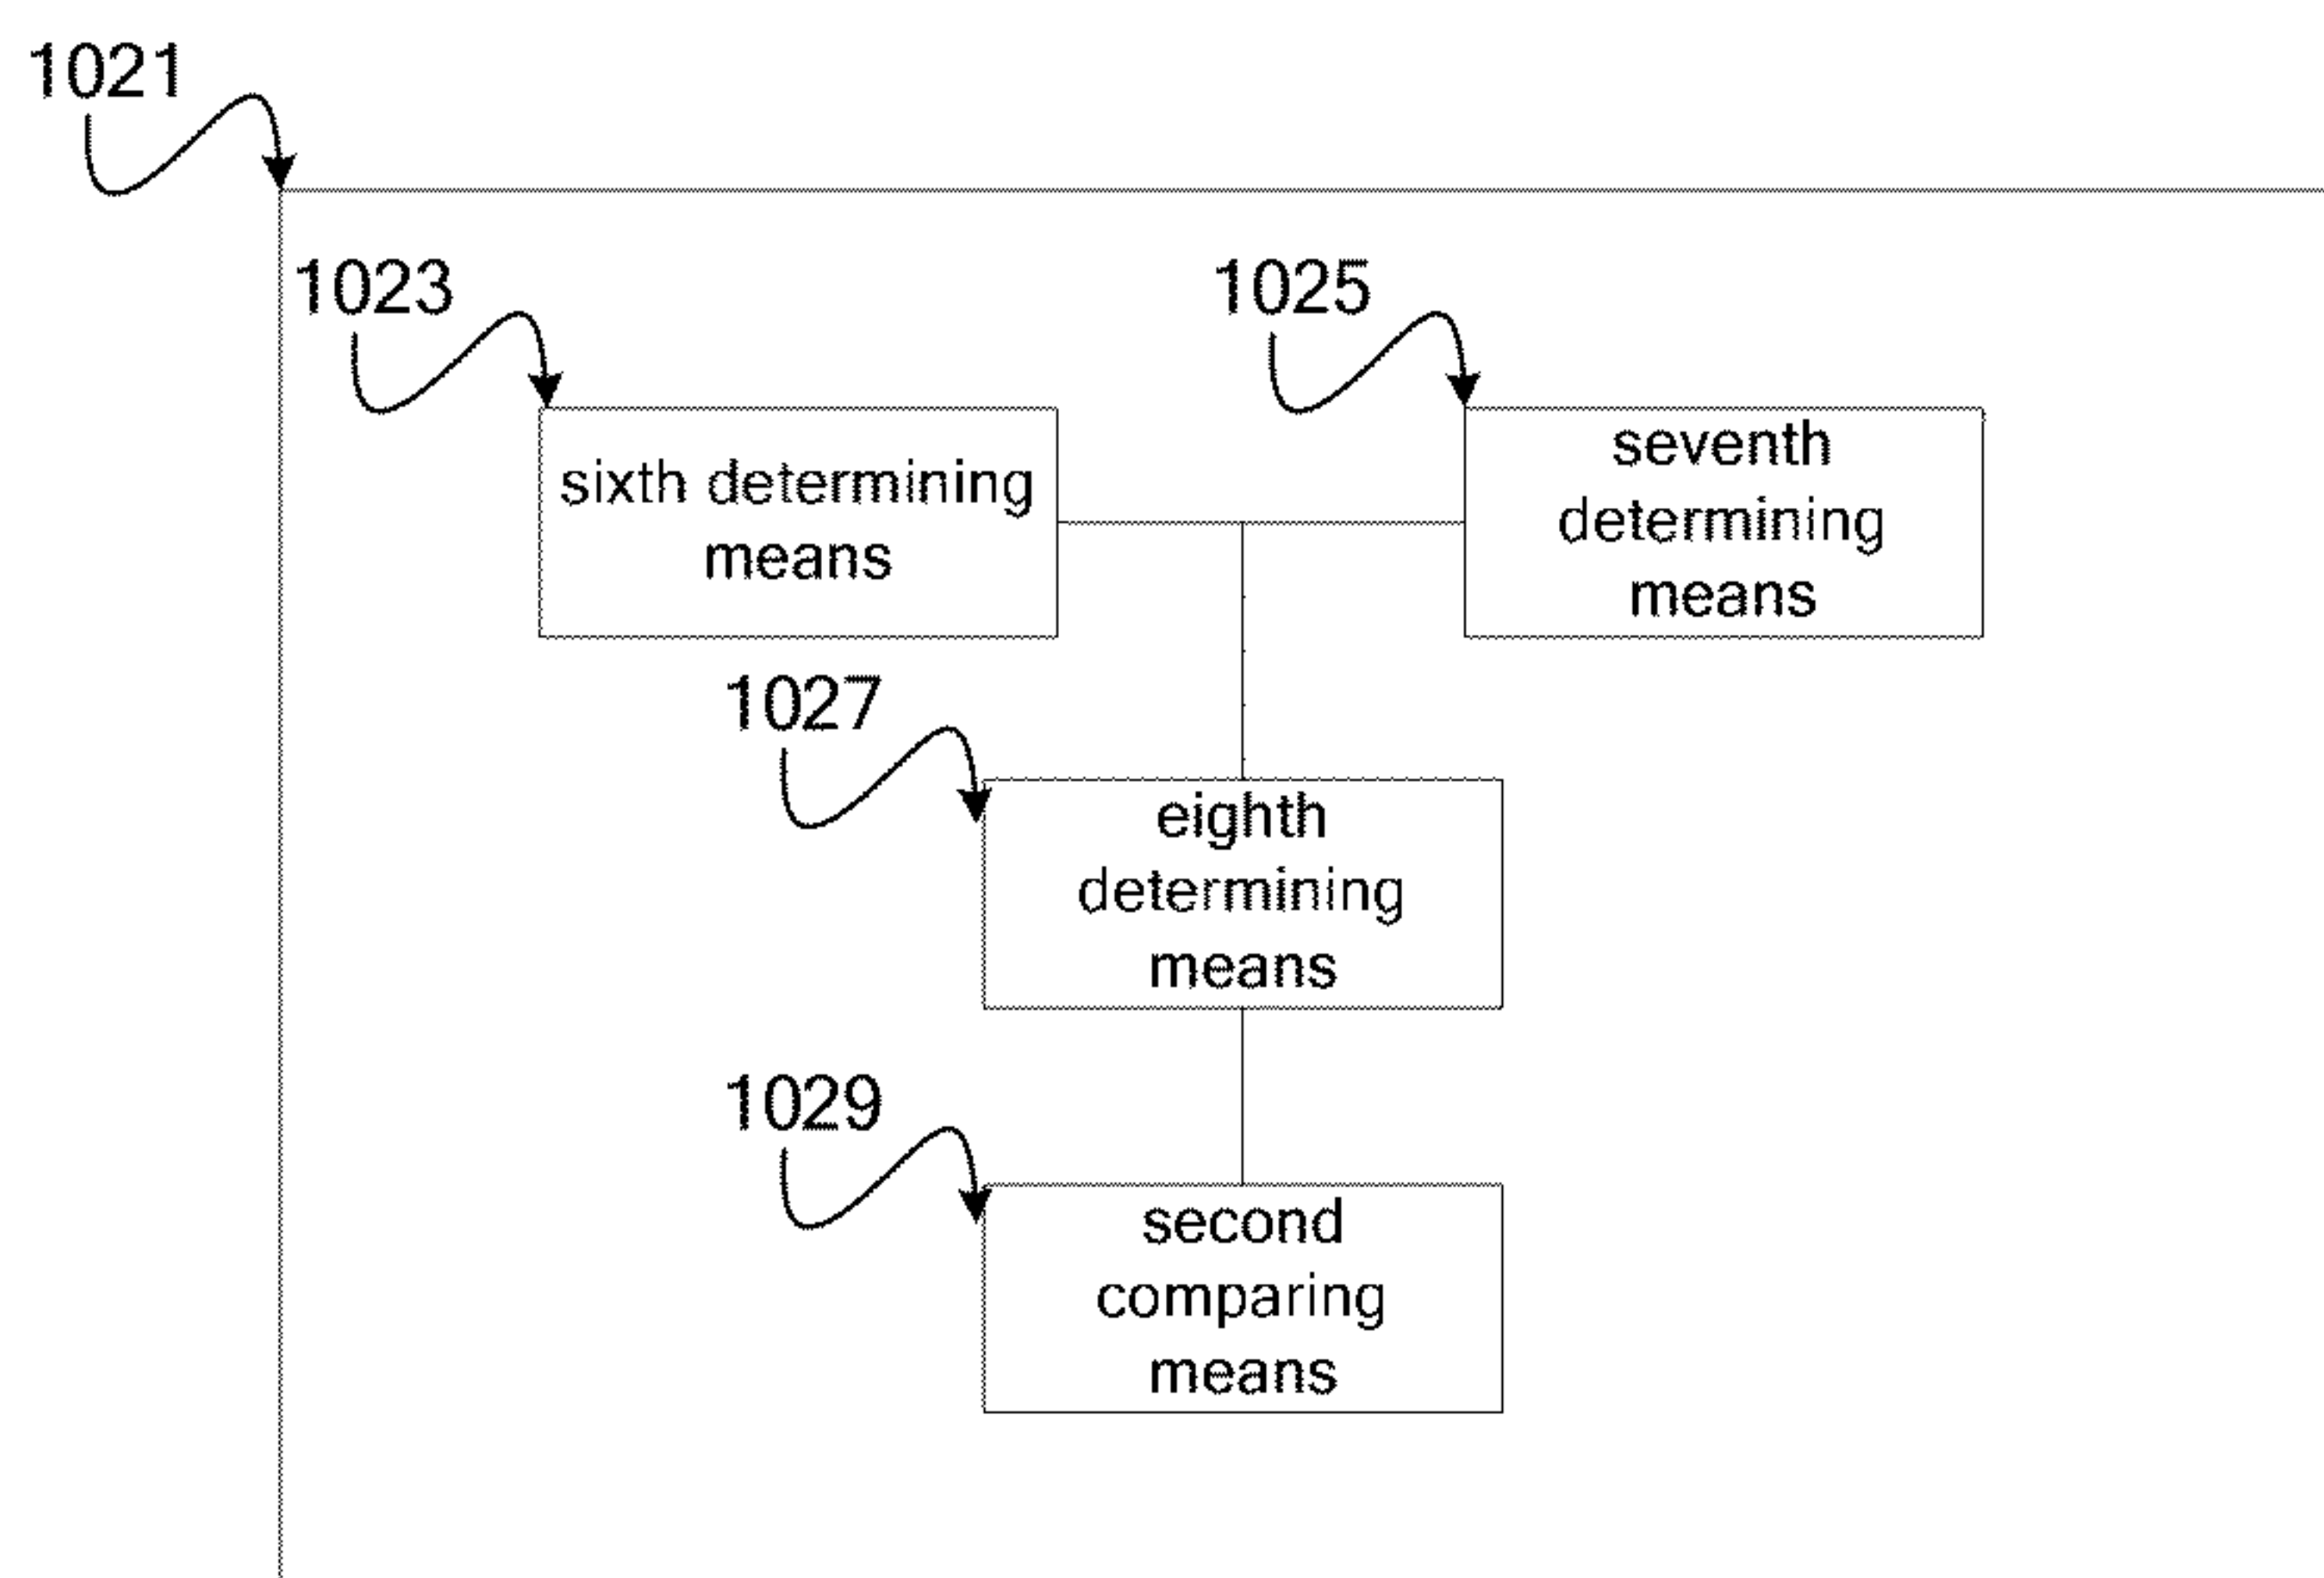 1021
1023
1025
sixth determining
means
seventh
determining
means
1027
eighth
determining
means
1029
second
comparing
means